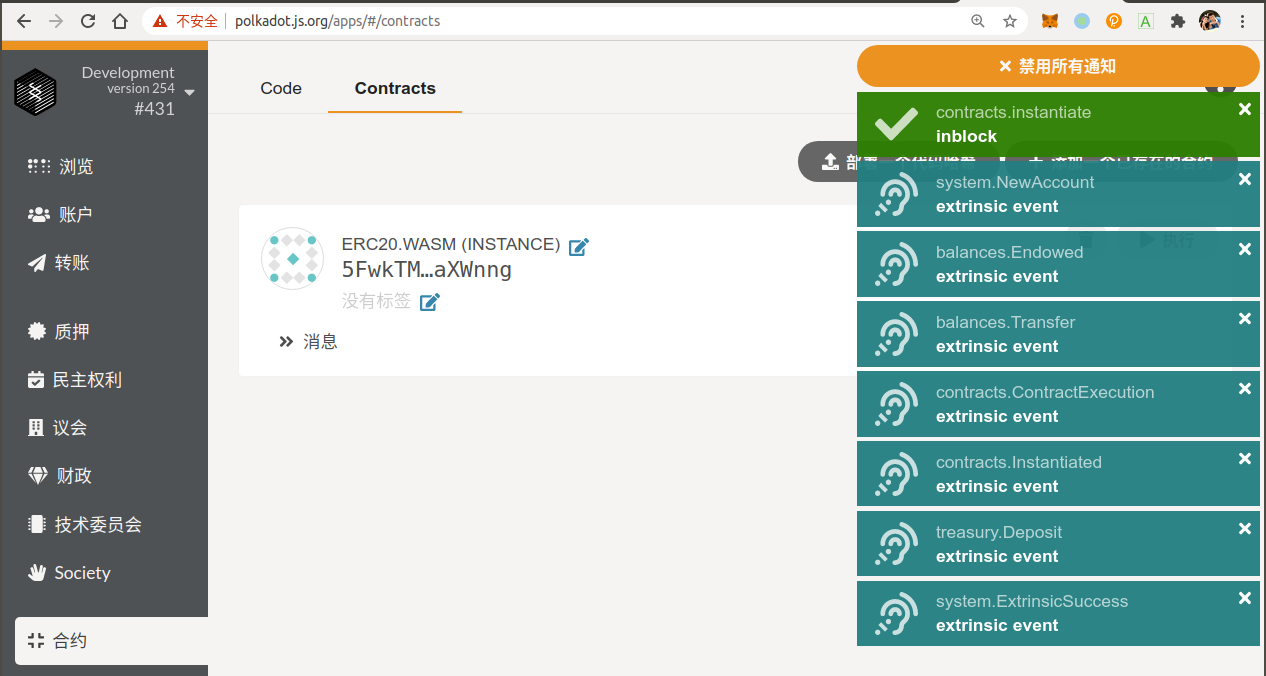 不安全
polkadot.js.org/apps/#/contracts
Development
version 254
#431
浏览
账户
转账
质押
民主权利
议会
财政
技术委员会
Society
合约
Code
Contracts
ERC20.WASM (INSTANCE)
5FwkTM…aXWnng
没有标签
消息
执行
禁用所有通知
contracts.instantiate
inblock
system.NewAccount
extrinsic event
balances.Endowed
extrinsic event
balances.Transfer
extrinsic event
contracts.ContractExecution
extrinsic event
contracts.Instantiated
extrinsic event
treasury.Deposit
extrinsic event
system.ExtrinsicSuccess
extrinsic event